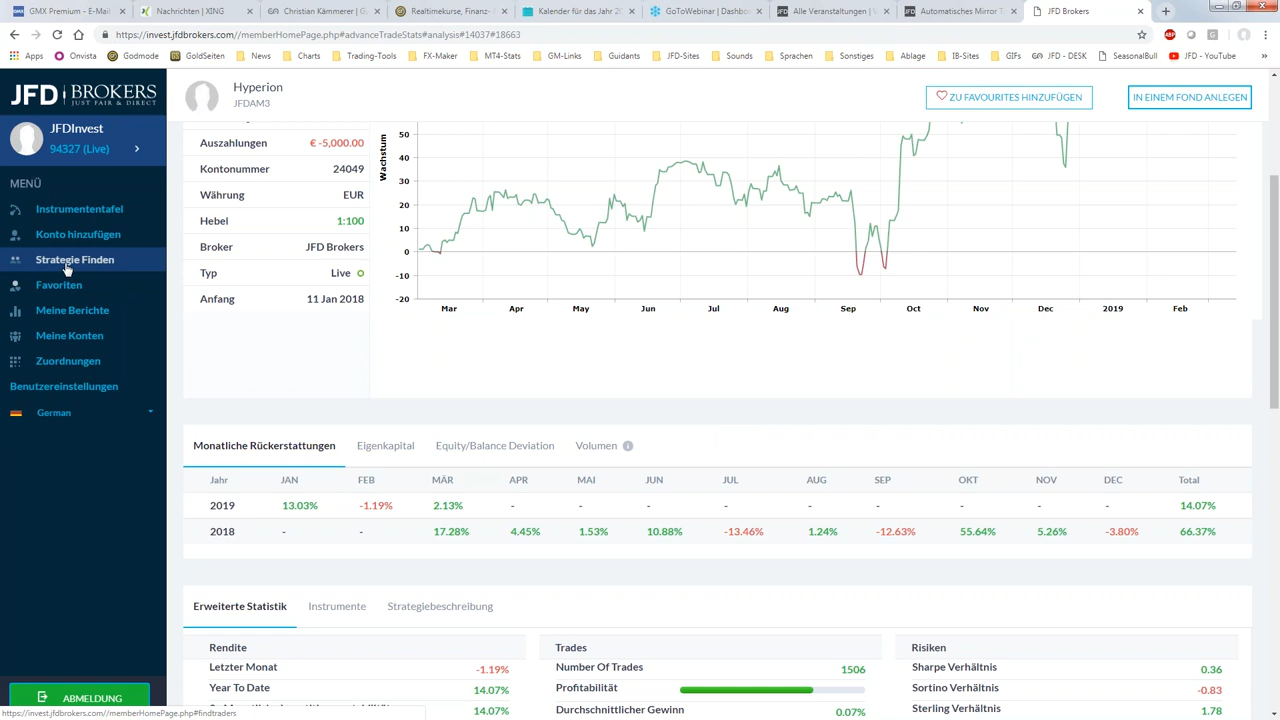 GMX Premium - E-Mail
Nachrichten | XING
Christian Kämmerer | G
Realtimekurse, Finanz-
Kalender für das Jahr 20
GoToWebinar | Dashbo
Alle Veranstaltungen | V
Automatisches Mirror T
JFD Brokers
https://invest.jfdbrokers.com//memberHomePage.php#advanceTradeStats#analysis#14037#18663
Apps Onvista Godmode GoldSeiten News Charts Trading-Tools FX-Maker MT4-Stats GM-Links Guidants JFD-Sites Sounds Sprachen Sonstiges Ablage IB-Sites GIFs JFD - DESK SeasonalBull JFD - YouTube »
JFD BROKERS
JUST FAIR & DIRECT
JFDInvest
94327 (Live)
MENÜ
Instrumententafel
Konto hinzufügen
Strategie Finden
Favoriten
Meine Berichte
Meine Konten
Zuordnungen
Benutzereinstellungen
German
ABMELDUNG
https://invest.jfdbrokers.com//memberHomePage.php#findtraders
Hyperion
JFDAM3
ZU FAVOURITES HINZUFÜGEN
IN EINEM FOND ANLEGEN
Auszahlungen € -5,000.00
Kontonummer 24049
Währung EUR
Hebel 1:100
Broker JFD Brokers
Typ Live
Anfang 11 Jan 2018
Wachstum
50
40
30
20
10
0
-10
-20
Mar Apr May Jun Jul Aug Sep Oct Nov Dec 2019 Feb
Monatliche Rückerstattungen Eigenkapital Equity/Balance Deviation Volumen
Jahr JAN FEB MÄR APR MAI JUN JUL AUG SEP OKT NOV DEC Total
2019 13.03% -1.19% 2.13% - - - - - - - - - 14.07%
2018 - - 17.28% 4.45% 1.53% 10.88% -13.46% 1.24% -12.63% 55.64% 5.26% -3.80% 66.37%
Erweiterte Statistik Instrumente Strategiebeschreibung
Rendite
Letzter Monat -1.19%
Year To Date 14.07%
14.07%
Trades
Number Of Trades 1506
Profitabilität
Durchschnittlicher Gewinn 0.07%
Risiken
Sharpe Verhältnis 0.36
Sortino Verhältnis -0.83
Sterling Verhältnis 1.78